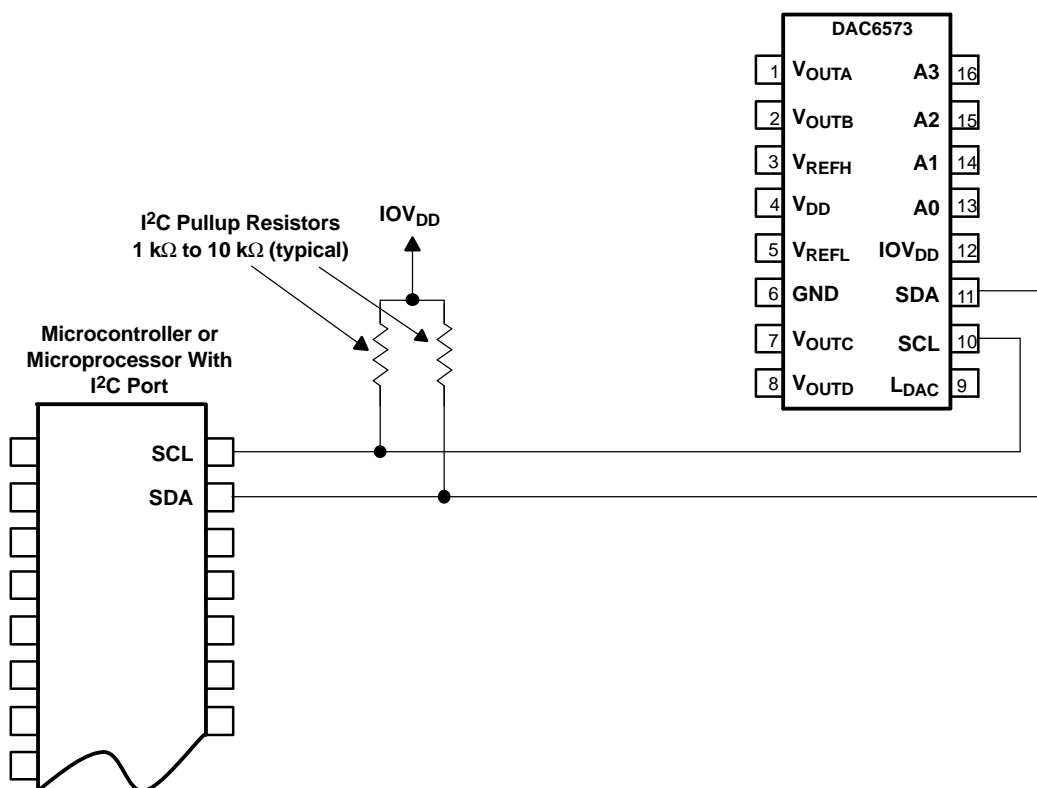 DAC6573
1 VOUTA A3 16
2 VOUTB A2 15
3 VREFH A1 14
4 VDD A0 13
5 VREFL IOVDD 12
6 GND SDA 11
7 VOUTC SCL 10
8 VOUTD LDAC 9
I2C Pullup Resistors
1 kΩ to 10 kΩ (typical)
IOVDD
Microcontroller or
Microprocessor With
I2C Port
SCL
SDA